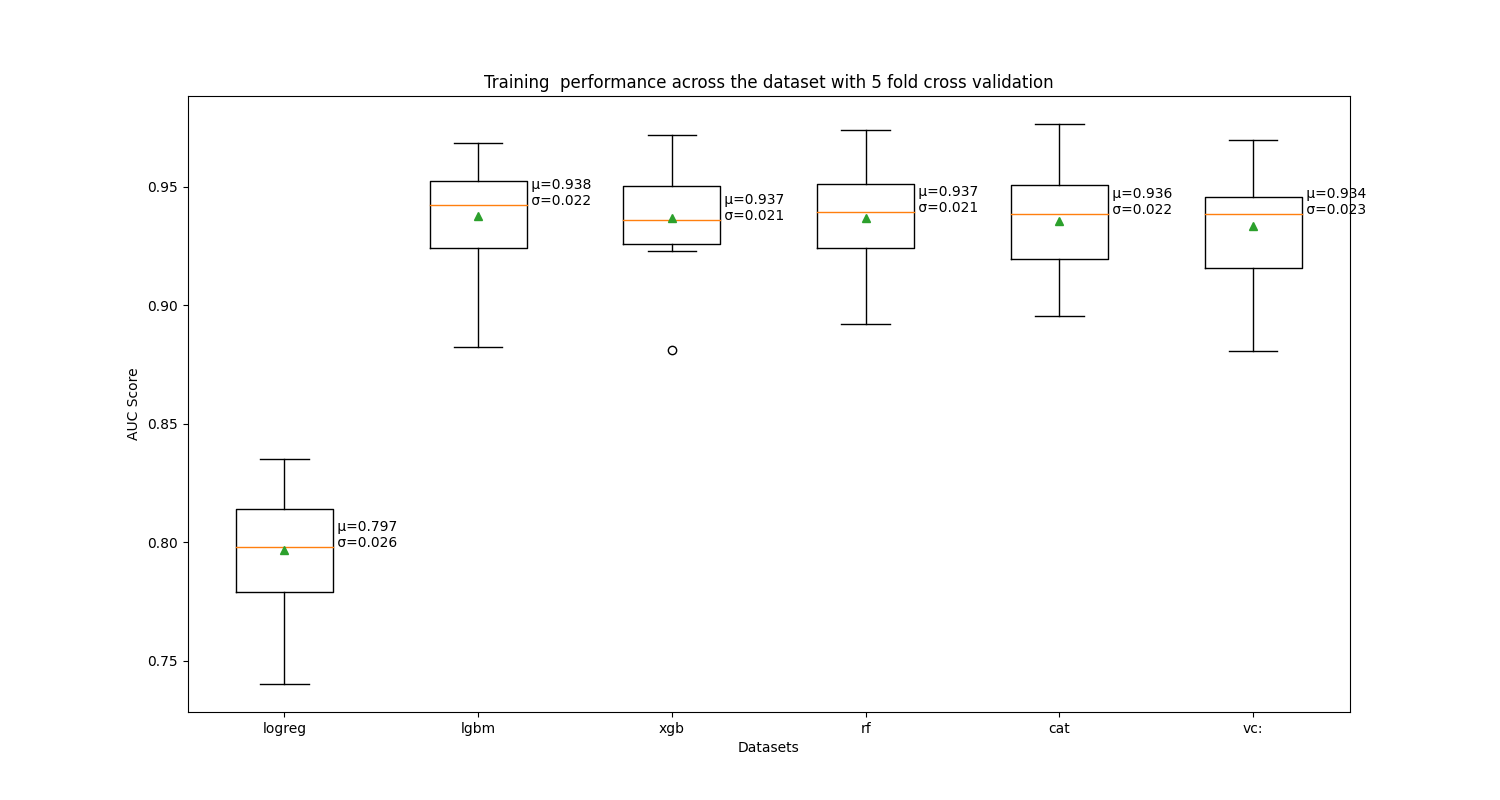 Training  performance across the dataset with 5 fold cross validation
AUC Score
0.95
0.90
0.85
0.80
0.75
μ=0.797
σ=0.026
μ=0.938
σ=0.022
μ=0.937
σ=0.021
μ=0.937
σ=0.021
μ=0.936
σ=0.022
μ=0.934
σ=0.023
logreg
lgbm
xgb
rf
cat
vc:
Datasets